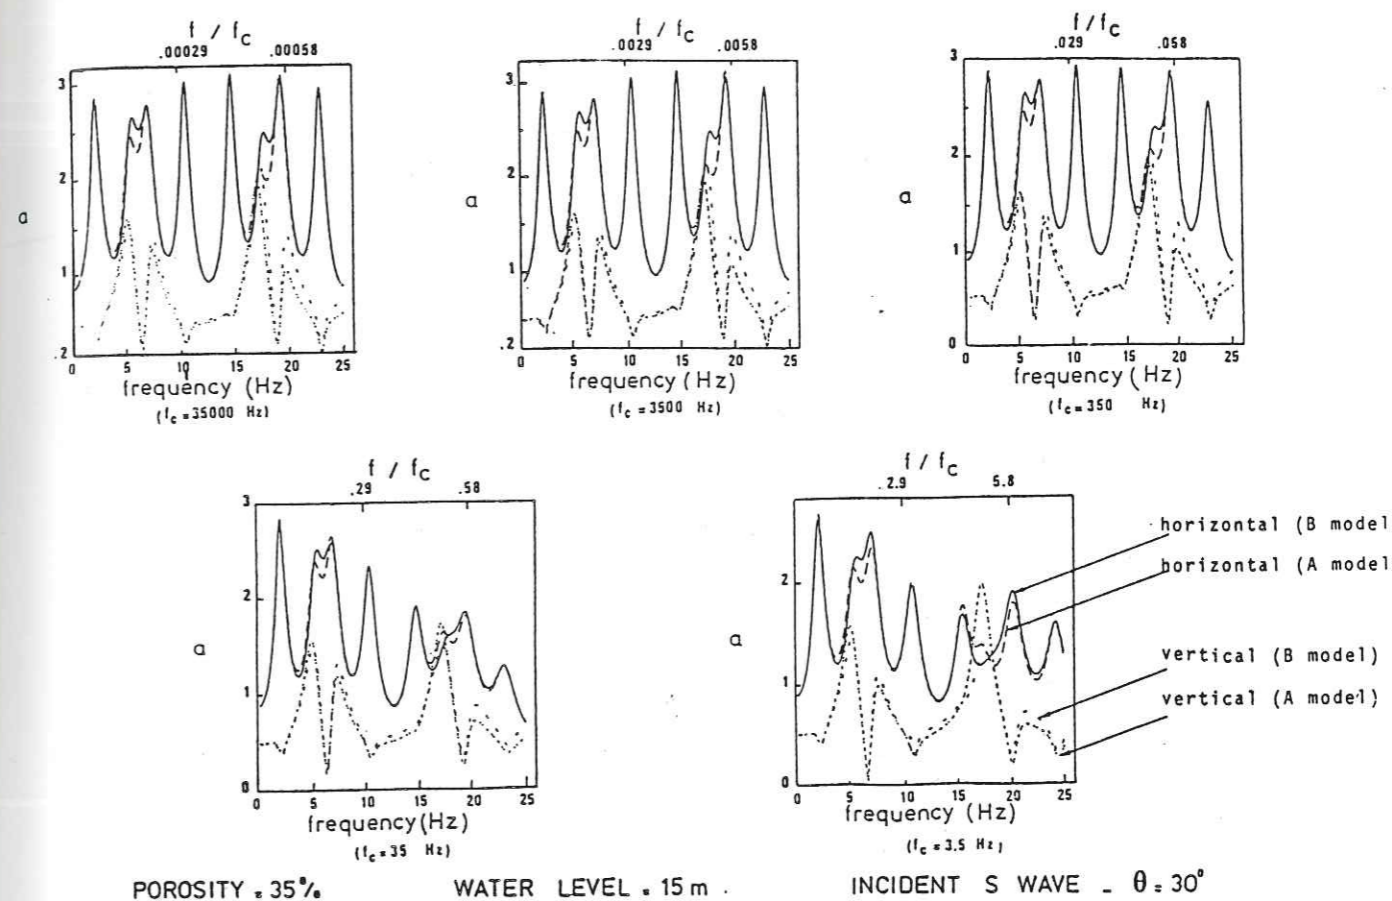 f / fc
.00029 .00058
3
2
1
.2
a
0 5 10 15 20 25
frequency (Hz)
(fc = 35000 Hz)
f / fc
.0029 .0058
3
2
1
.2
a
0 5 10 15 20 25
frequency (Hz)
(fc = 3500 Hz)
f / fc
.029 .058
3
2
1
0
a
0 5 10 15 20 25
frequency (Hz)
(fc = 350 Hz)
f / fc
.29 .58
3
2
1
0
a
0 5 10 15 20 25
frequency (Hz)
(fc = 35 Hz)
f / fc
.2.9 5.8
2
1
0
a
0 5 10 15 20 25
frequency (Hz)
(fc = 3.5 Hz)
horizontal (B model
horizontal (A model
vertical (B model)
vertical (A model)
POROSITY = 35%
WATER LEVEL = 15 m .
INCIDENT S WAVE - θ = 30°